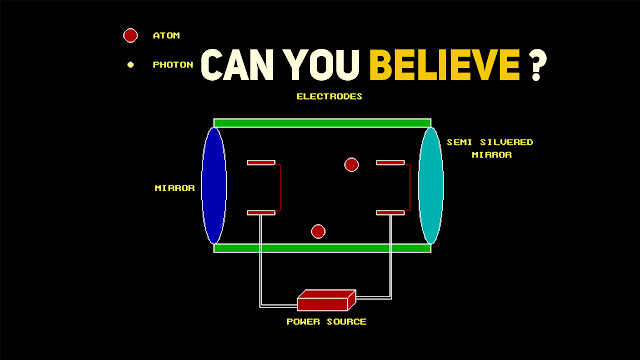 ATOM
PHOTON
CAN YOU BELIEVE ?
ELECTRODES
SEMI SILVERED
MIRROR
MIRROR
POWER SOURCE